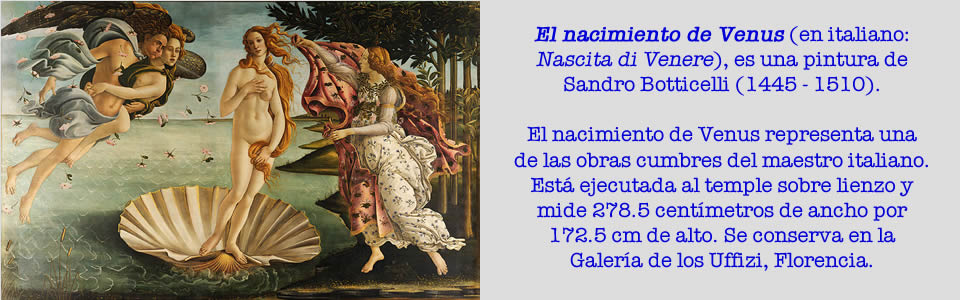 El nacimiento de Venus (en italiano:
Nascita di Venere), es una pintura de
Sandro Botticelli (1445 - 1510).
El nacimiento de Venus representa una
de las obras cumbres del maestro italiano.
Está ejecutada al temple sobre lienzo y
mide 278.5 centímetros de ancho por
172.5 cm de alto. Se conserva en la
Galería de los Uffizi, Florencia.